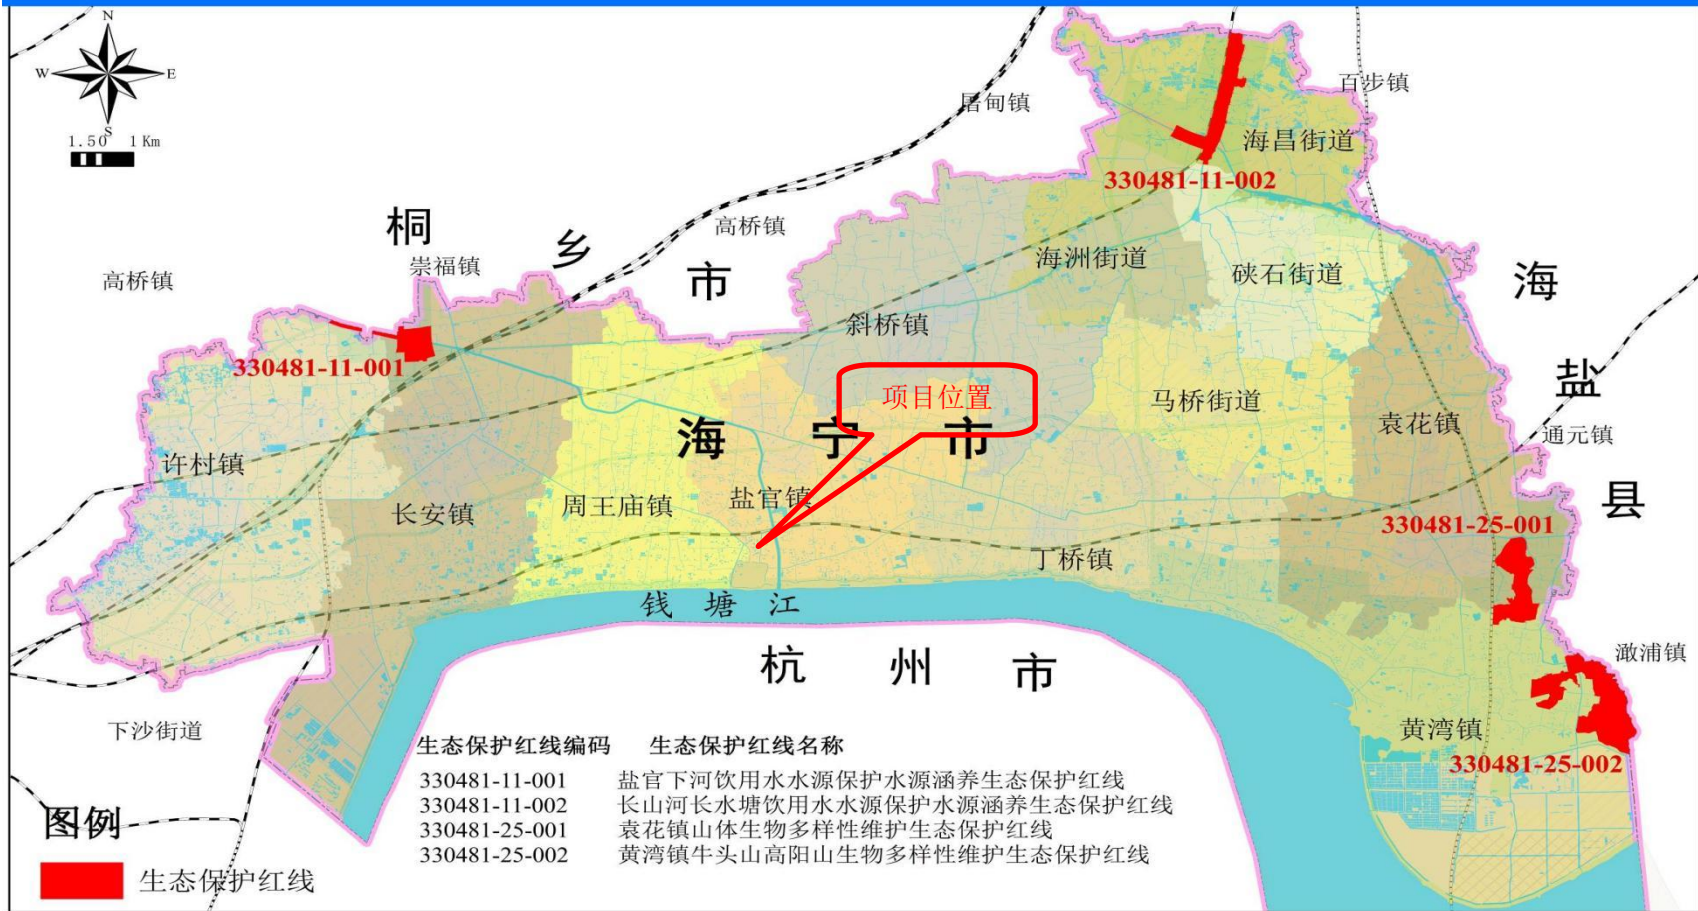 N
W E
S
1.50 1 Km
百步镇
屠甸镇
海昌街道
330481-11-002
桐乡市
高桥镇
崇福镇
高桥镇
海洲街道
硖石街道
海盐县
斜桥镇
330481-11-001
项目位置
马桥街道
袁花镇
通元镇
海宁市
许村镇
长安镇
周王庙镇
盐官镇
330481-25-001
丁桥镇
钱塘江
杭州市
澉浦镇
下沙街道
黄湾镇
330481-25-002
生态保护红线编码 生态保护红线名称
330481-11-001 盐官下河饮用水水源保护水源涵养生态保护红线
330481-11-002 长山河长水塘饮用水水源保护水源涵养生态保护红线
330481-25-001 袁花镇山体生物多样性维护生态保护红线
330481-25-002 黄湾镇牛头山高阳山生物多样性维护生态保护红线
图例
生态保护红线